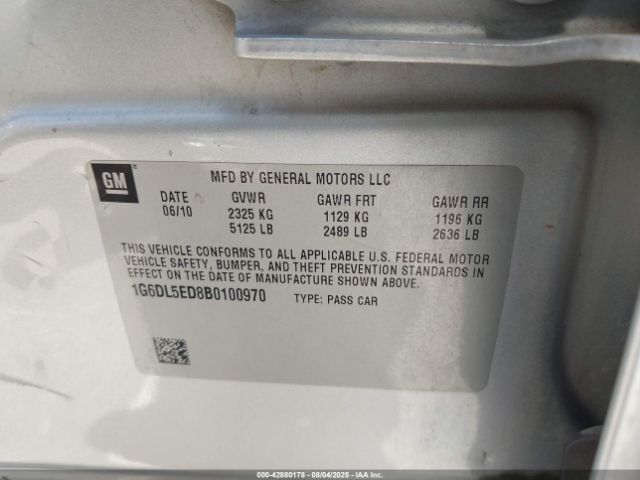 GM
MFD BY GENERAL MOTORS LLC
DATE GVWR GAWR FRT GAWR RR
06/10 2325 KG 1129 KG 1196 KG
5125 LB 2489 LB 2636 LB
THIS VEHICLE CONFORMS TO ALL APPLICABLE U.S. FEDERAL MOTOR
VEHICLE SAFETY, BUMPER, AND THEFT PREVENTION STANDARDS IN
EFFECT ON THE DATE OF MANUFACTURE SHOWN ABOVE.
1G6DL5ED8B0100970 TYPE: PASS CAR
000-42880178 - 08/04/2025 - IAA Inc.